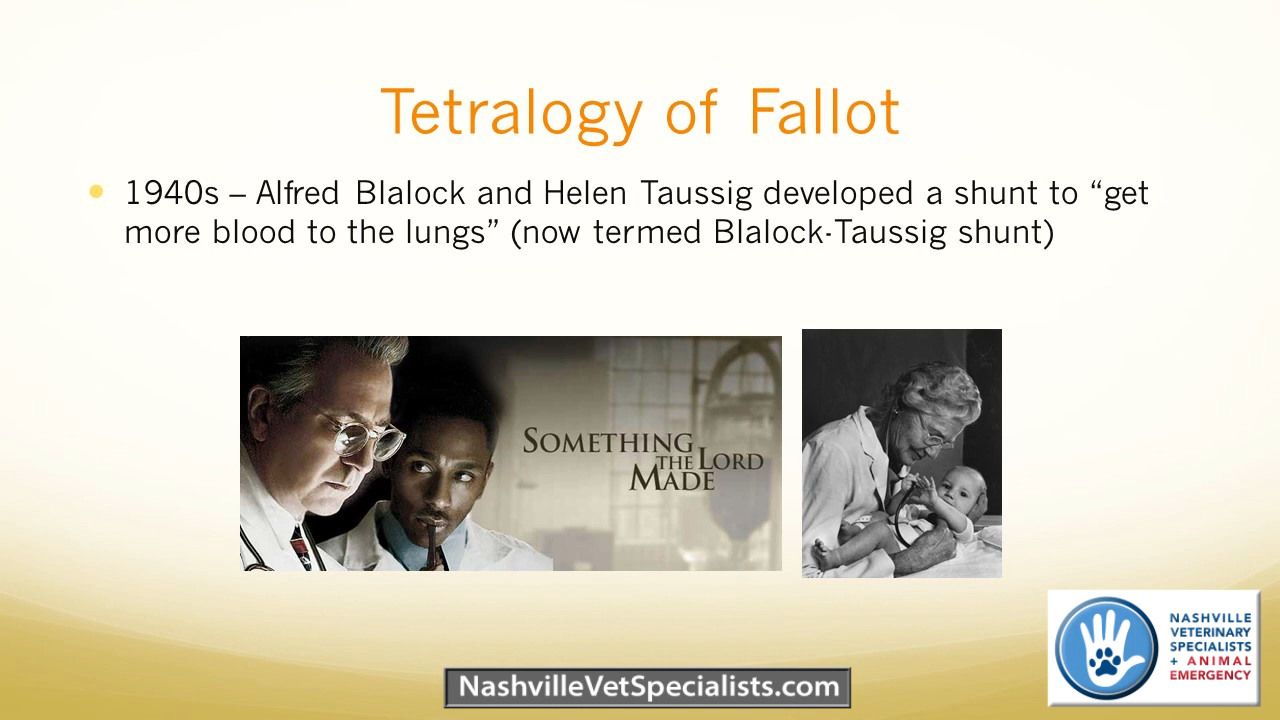 Tetralogy of Fallot
1940s – Alfred Blalock and Helen Taussig developed a shunt to “get
more blood to the lungs” (now termed Blalock-Taussig shunt)
SOMETHING
THE LORD
MADE
NASHVILLE
VETERINARY
SPECIALISTS
+ ANIMAL
EMERGENCY
NashvilleVetSpecialists.com